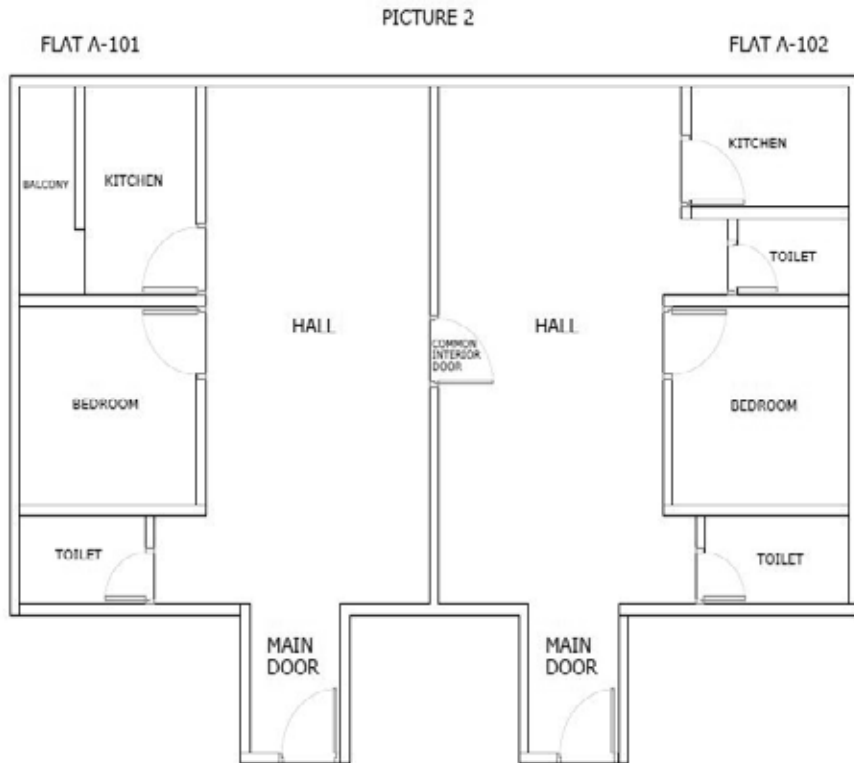 PICTURE 2
FLAT A-101
FLAT A-102
BALCONY
KITCHEN
KITCHEN
TOILET
HALL
HALL
COMMON
INTERIOR
DOOR
BEDROOM
BEDROOM
TOILET
TOILET
MAIN
DOOR
MAIN
DOOR